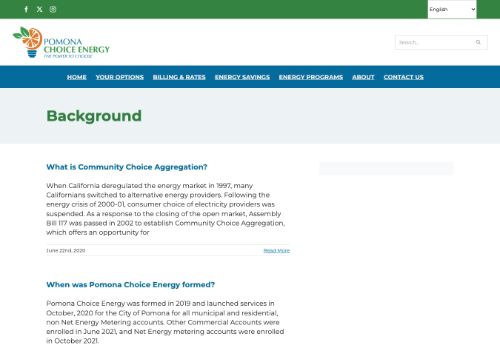 English
POMONA
CHOICE ENERGY
THE POWER TO CHOOSE
Search...
HOME YOUR OPTIONS BILLING & RATES ENERGY SAVINGS ENERGY PROGRAMS ABOUT CONTACT US
Background
What is Community Choice Aggregation?
When California deregulated the energy market in 1997, many
Californians switched to alternative energy providers. Following the
energy crisis of 2000-01, consumer choice of electricity providers was
suspended. As a response to the closing of the open market, Assembly
Bill 117 was passed in 2002 to establish Community Choice Aggregation,
which offers an opportunity for
June 22nd, 2020 Read More
When was Pomona Choice Energy formed?
Pomona Choice Energy was formed in 2019 and launched services in
October, 2020 for the City of Pomona for all municipal and residential,
non Net Energy Metering accounts. Other Commercial Accounts were
enrolled in June 2021, and Net Energy metering accounts were enrolled
in October 2021.